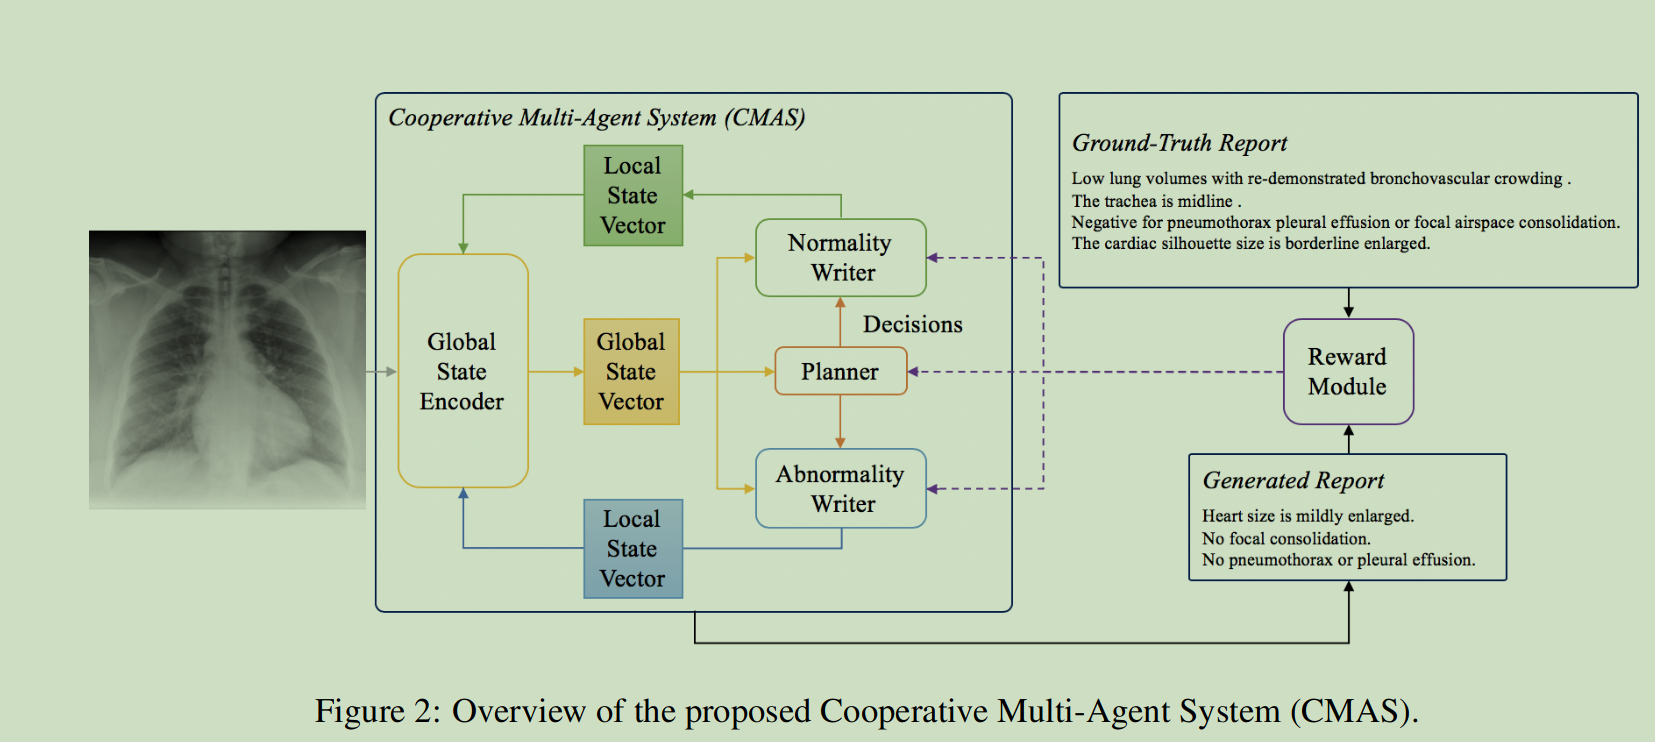 Cooperative Multi-Agent System (CMAS)
Local
State
Vector
Normality
Writer
Global
State
Encoder
Global
State
Vector
Decisions
Planner
Abnormality
Writer
Local
State
Vector
Ground-Truth Report
Low lung volumes with re-demonstrated bronchovascular crowding .
The trachea is midline .
Negative for pneumothorax pleural effusion or focal airspace consolidation.
The cardiac silhouette size is borderline enlarged.
Reward
Module
Generated Report
Heart size is mildly enlarged.
No focal consolidation.
No pneumothorax or pleural effusion.
Figure 2: Overview of the proposed Cooperative Multi-Agent System (CMAS).